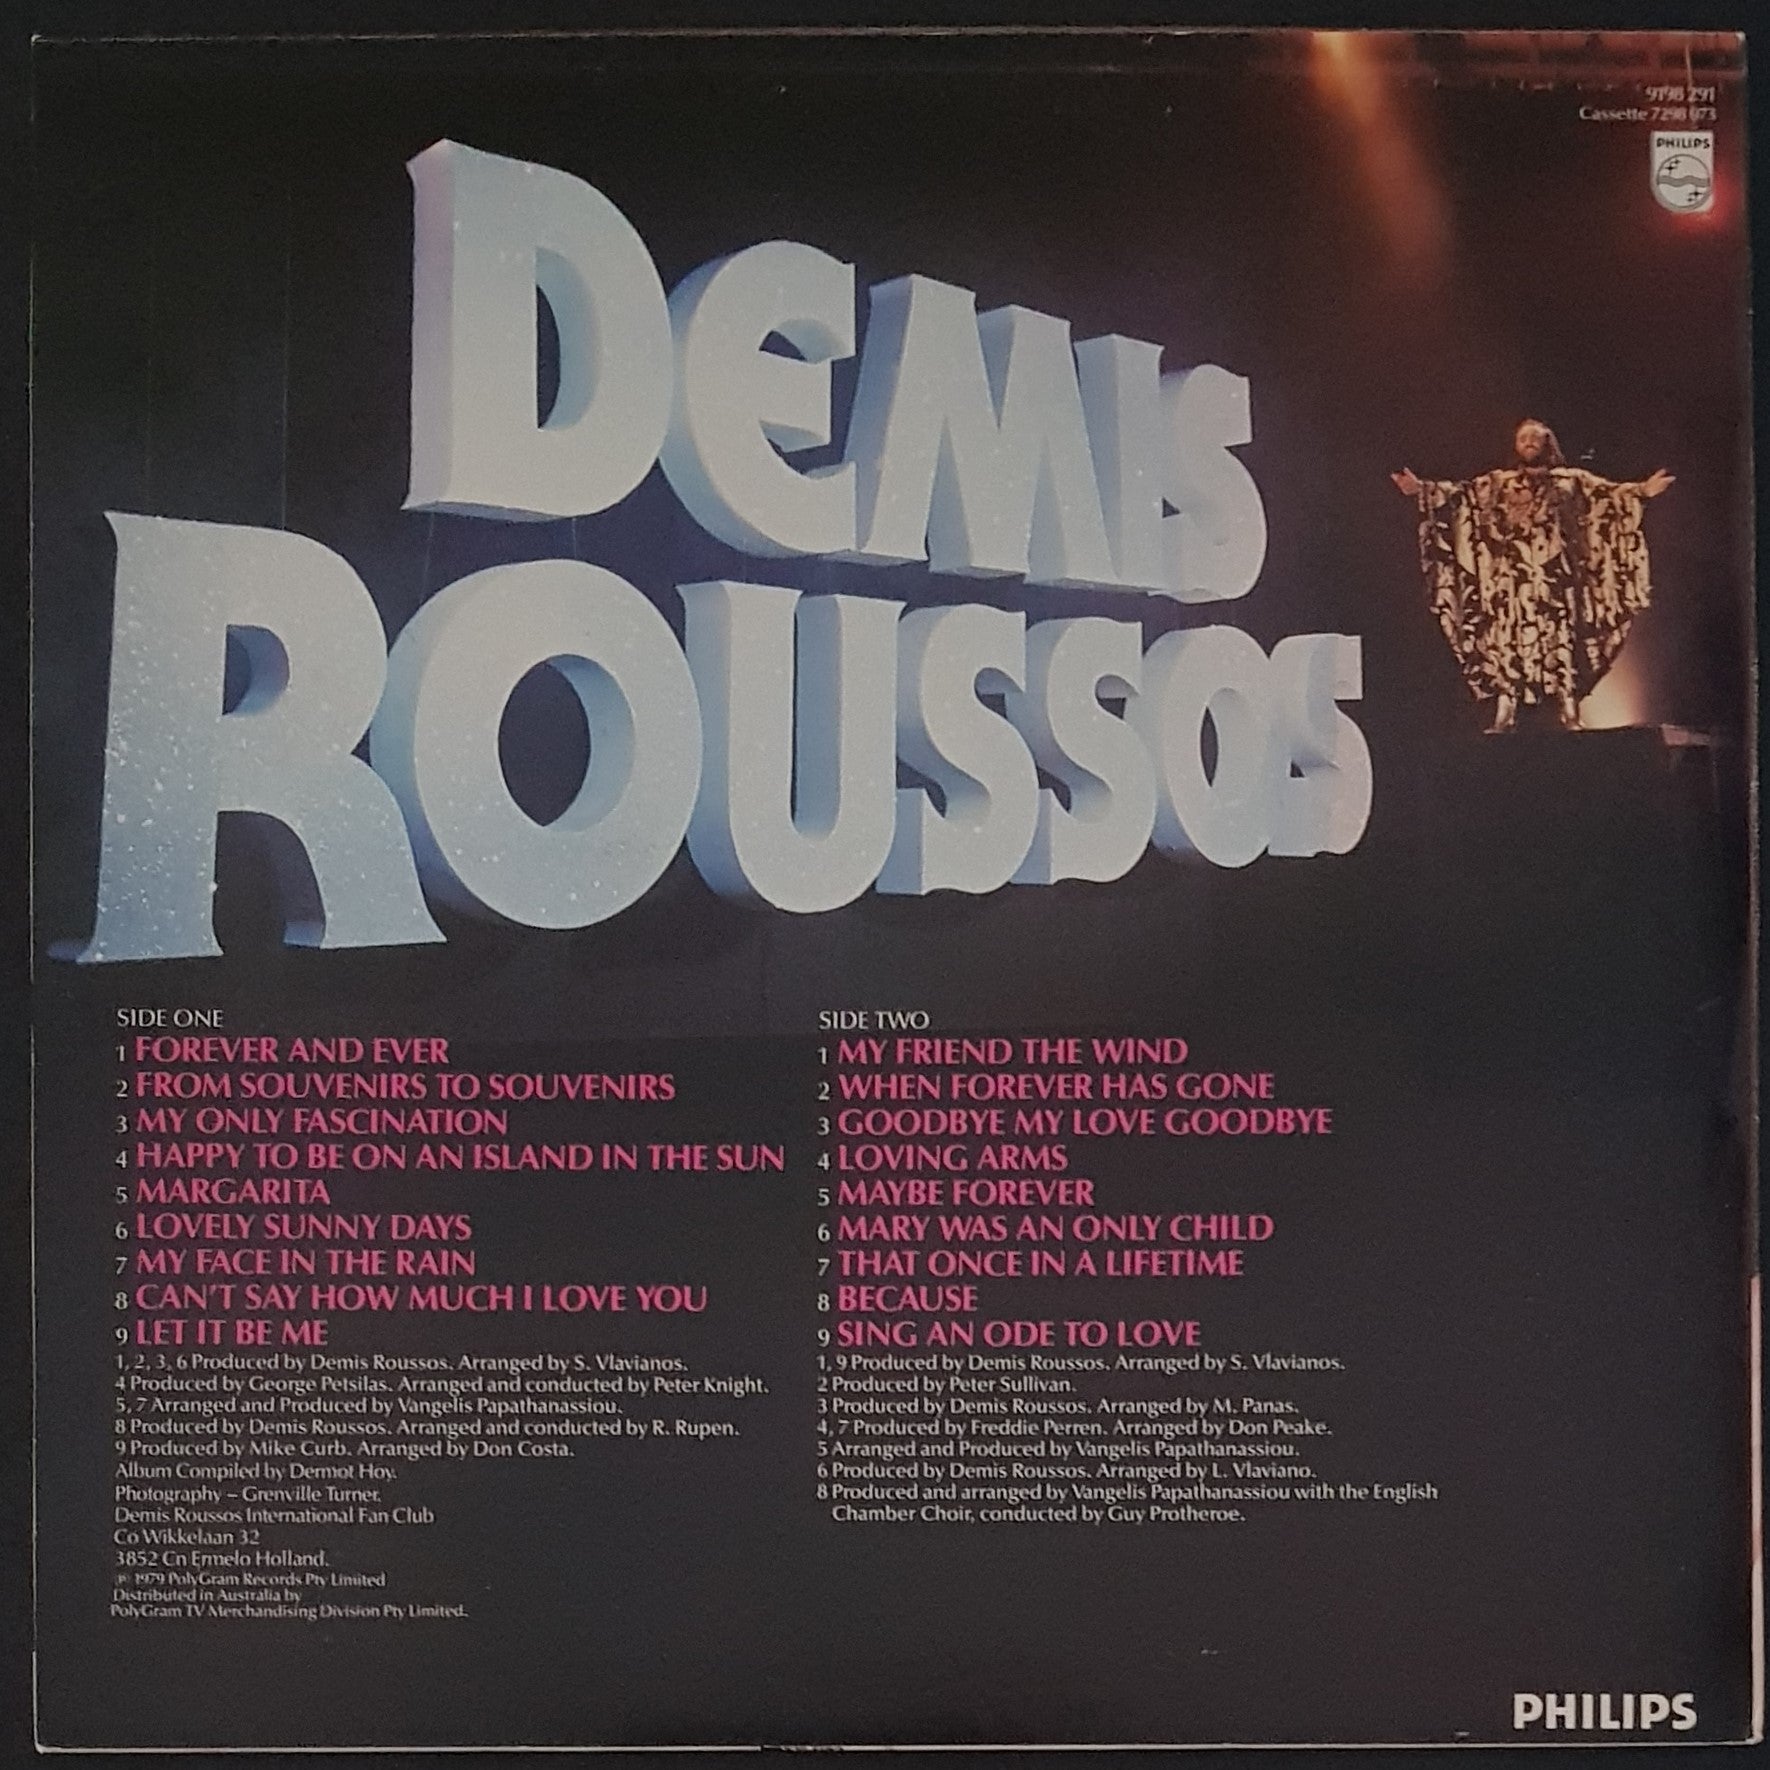 9198 291
Cassette 7298 073
PHILIPS
DEMIS
ROUSSOS
SIDE ONE
1 FOREVER AND EVER
2 FROM SOUVENIRS TO SOUVENIRS
3 MY ONLY FASCINATION
4 HAPPY TO BE ON AN ISLAND IN THE SUN
5 MARGARITA
6 LOVELY SUNNY DAYS
7 MY FACE IN THE RAIN
8 CAN'T SAY HOW MUCH I LOVE YOU
9 LET IT BE ME
1, 2, 3, 6 Produced by Demis Roussos. Arranged by S. Vlavianos.
4 Produced by George Petsilas. Arranged and conducted by Peter Knight.
5, 7 Arranged and Produced by Vangelis Papathanassiou.
8 Produced by Demis Roussos. Arranged and conducted by R. Rupen.
9 Produced by Mike Curb. Arranged by Don Costa.
Album Compiled by Dermot Hoy.
Photography – Grenville Turner.
Demis Roussos International Fan Club
Co Wikkelaan 32
3852 Cn Ermelo Holland.
℗ 1979 PolyGram Records Pty Limited
Distributed in Australia by
PolyGram TV Merchandising Division Pty Limited.
SIDE TWO
1 MY FRIEND THE WIND
2 WHEN FOREVER HAS GONE
3 GOODBYE MY LOVE GOODBYE
4 LOVING ARMS
5 MAYBE FOREVER
6 MARY WAS AN ONLY CHILD
7 THAT ONCE IN A LIFETIME
8 BECAUSE
9 SING AN ODE TO LOVE
1, 9 Produced by Demis Roussos. Arranged by S. Vlavianos.
2 Produced by Peter Sullivan.
3 Produced by Demis Roussos. Arranged by M. Panas.
4, 7 Produced by Freddie Perren. Arranged by Don Peake.
5 Arranged and Produced by Vangelis Papathanassiou.
6 Produced by Demis Roussos. Arranged by L. Vlaviano.
8 Produced and arranged by Vangelis Papathanassiou with the English
Chamber Choir, conducted by Guy Protheroe.
PHILIPS